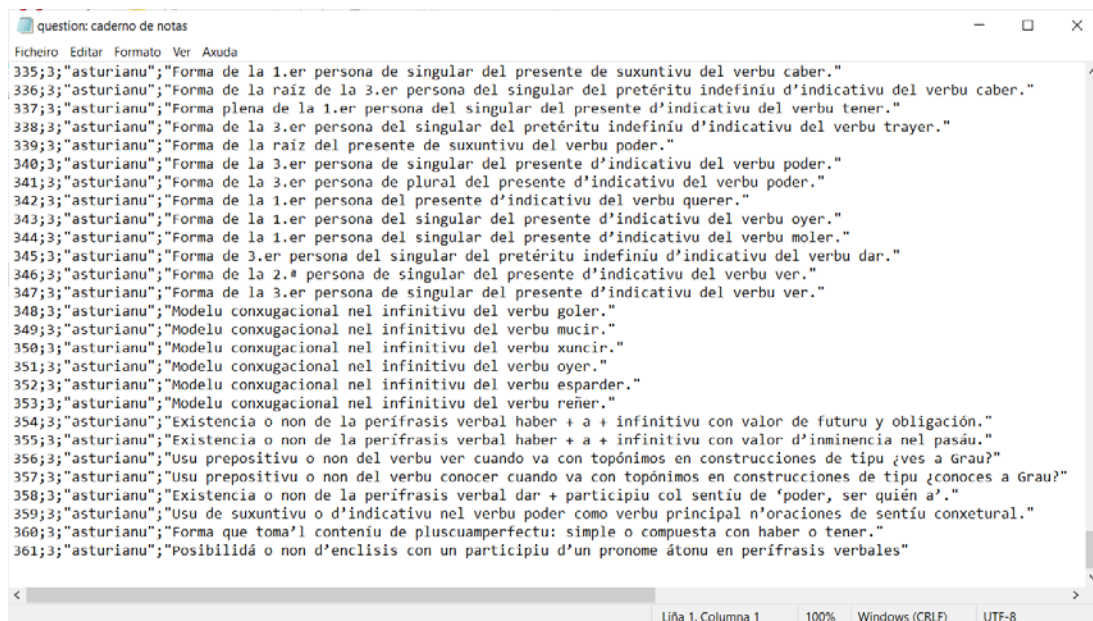 question: caderno de notas
Ficheiro Editar Formato Ver Axuda
335;3;"asturianu";"Forma de la 1.er persona de singular del presente de suxuntivu del verbu caber."
336;3;"asturianu";"Forma de la raíz de la 3.er persona del singular del pretéritu indefiníu d’indicativu del verbu caber."
337;3;"asturianu";"Forma plena de la 1.er persona del singular del presente d’indicativu del verbu tener."
338;3;"asturianu";"Forma de la 3.er persona del singular del pretéritu indefiníu d’indicativu del verbu trayer."
339;3;"asturianu";"Forma de la raíz del presente de suxuntivu del verbu poder."
340;3;"asturianu";"Forma de la 3.er persona de singular del presente d’indicativu del verbu poder."
341;3;"asturianu";"Forma de la 3.er persona de plural del presente d’indicativu del verbu poder."
342;3;"asturianu";"Forma de la 1.er persona del presente d’indicativu del verbu querer."
343;3;"asturianu";"Forma de la 1.er persona del singular del presente d’indicativu del verbu oyer."
344;3;"asturianu";"Forma de la 1.er persona del singular del presente d’indicativu del verbu moler."
345;3;"asturianu";"Forma de 3.er persona del singular del pretéritu indefiníu d’indicativu del verbu dar."
346;3;"asturianu";"Forma de la 2.ª persona de singular del presente d’indicativu del verbu ver."
347;3;"asturianu";"Forma de la 3.er persona de singular del presente d’indicativu del verbu ver."
348;3;"asturianu";"Modelu conxugacional nel infinitivu del verbu goler."
349;3;"asturianu";"Modelu conxugacional nel infinitivu del verbu mucir."
350;3;"asturianu";"Modelu conxugacional nel infinitivu del verbu xuncir."
351;3;"asturianu";"Modelu conxugacional nel infinitivu del verbu oyer."
352;3;"asturianu";"Modelu conxugacional nel infinitivu del verbu esparder."
353;3;"asturianu";"Modelu conxugacional nel infinitivu del verbu reñer."
354;3;"asturianu";"Existencia o non de la perífrasis verbal haber + a + infinitivu con valor de futuru y obligación."
355;3;"asturianu";"Existencia o non de la perífrasis verbal haber + a + infinitivu con valor d’inminencia nel pasáu."
356;3;"asturianu";"Usu prepositivu o non del verbu ver cuando va con topónimos en construcciones de tipu ¿ves a Grau?"
357;3;"asturianu";"Usu prepositivu o non del verbu conocer cuando va con topónimos en construcciones de tipu ¿conoces a Grau?"
358;3;"asturianu";"Existencia o non de la perífrasis verbal dar + participiu col sentíu de ‘poder, ser quién a’."
359;3;"asturianu";"Usu de suxuntivu o d’indicativu nel verbu poder como verbu principal n’oraciones de sentíu conxetural."
360;3;"asturianu";"Forma que toma’l conteníu de pluscuamperfectu: simple o compuesta con haber o tener."
361;3;"asturianu";"Posibilidá o non d’enclisis con un participiu d’un pronome átonu en perífrasis verbales"
Liña 1, Columna 1 100% Windows (CRLF) UTF-8